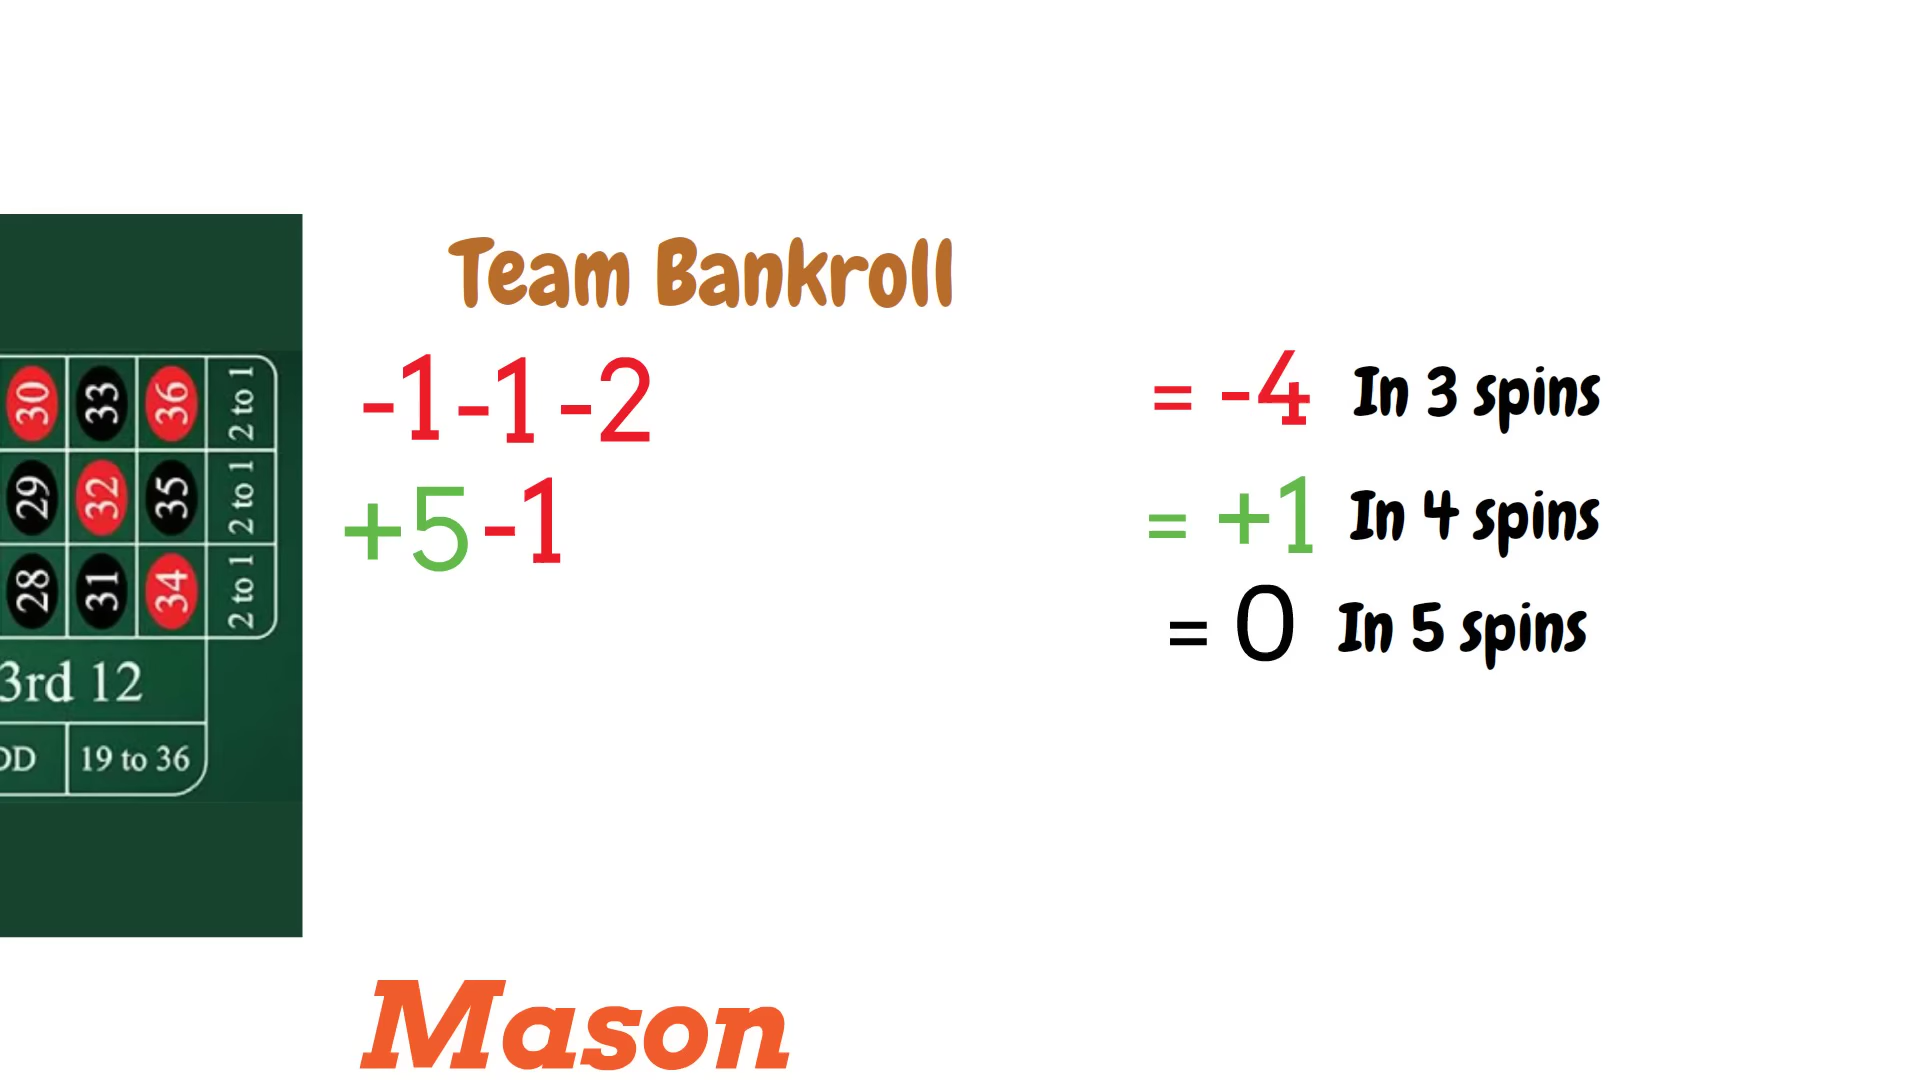 Team Bankroll
-1 -1 -2 = -4 In 3 spins
+5 -1 = +1 In 4 spins
= 0 In 5 spins
30 33 36 2 to 1
29 32 35 2 to 1
28 31 34 2 to 1
3rd 12
19 to 36
Mason